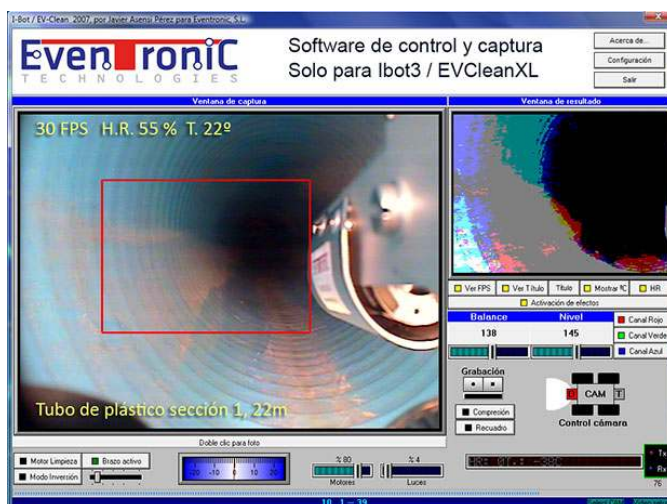 I-Bot / EV-Clean 2007, por Javier Asensi Pérez para Eventronic S.L.
EvenTroniC
TECHNOLOGIES
Software de control y captura
Solo para Ibot3 / EVCleanXL
Acerca de...
Configuración
Salir
Ventana de captura
Ventana de resultado
30 FPS H.R. 55 % T. 22º
Tubo de plástico sección 1, 22m
Ver FPS
Ver Título
Título
Mostrar ºC
HR
Activación de efectos
Balance
Nivel
138
145
Canal Rojo
Canal Verde
Canal Azul
Grabación
Compresión
Recuadro
CAM
T
Control cámara
Doble clic para foto
Motor Limpieza
Brazo activo
Modo Inversión
-20
-10
0
10
20
% 80
Motores
% 4
Luces
Tx
Rx
76